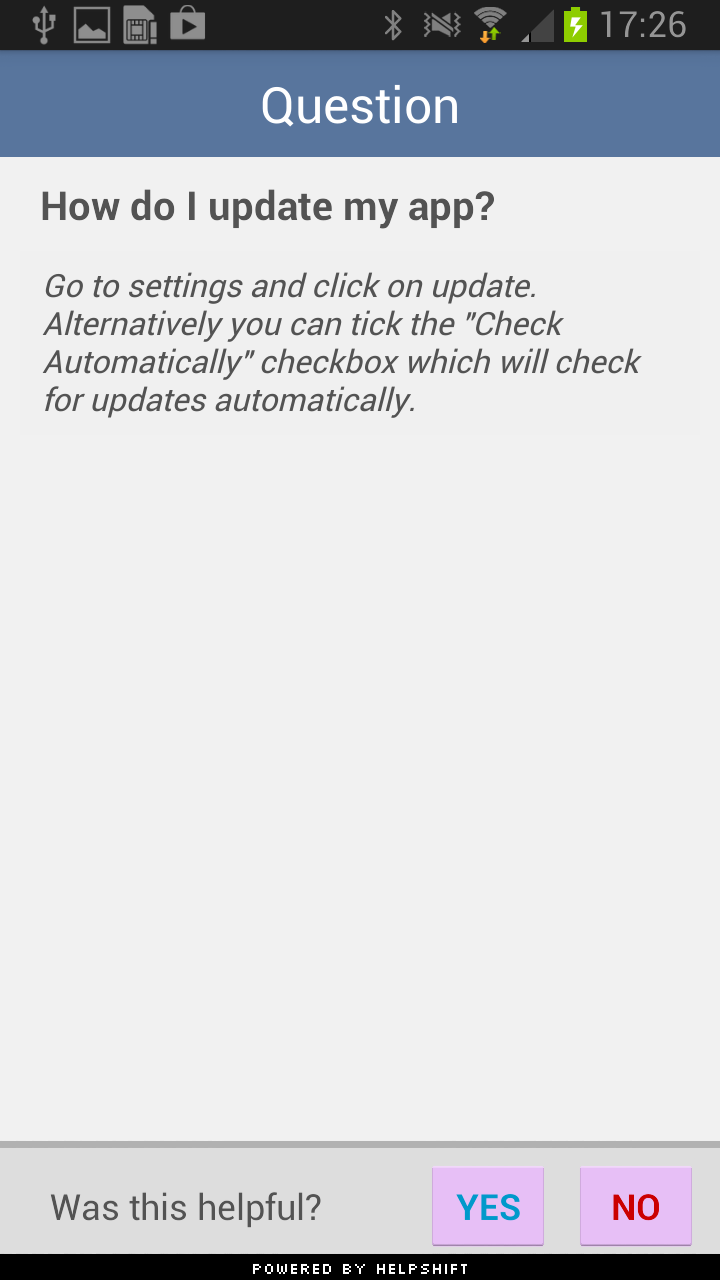 17:26
Question
How do I update my app?
Go to settings and click on update.
Alternatively you can tick the "Check
Automatically" checkbox which will check
for updates automatically.
Was this helpful?
YES
NO
POWERED BY HELPSHIFT